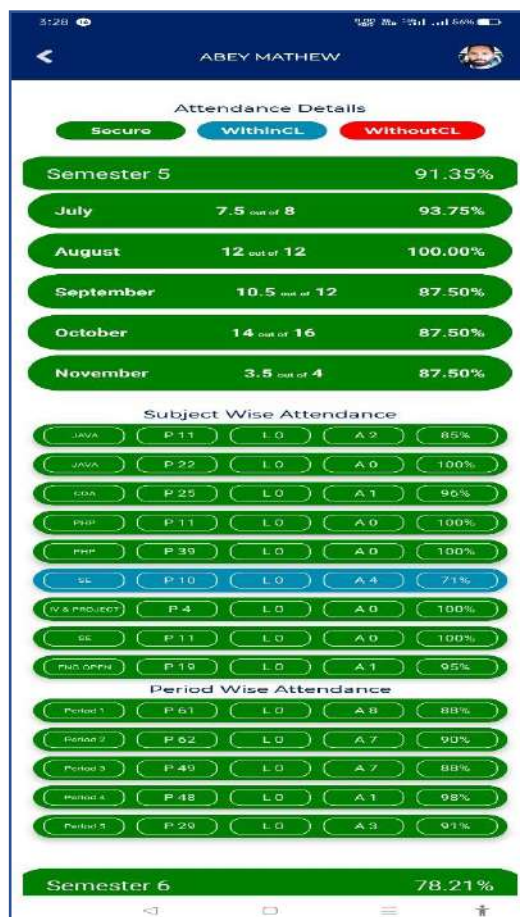 3:28
ABEY MATHEW
Attendance Details
Secure WithinCL WithoutCL
Semester 5 91.35%
July 7.5 out of 8 93.75%
August 12 out of 12 100.00%
September 10.5 out of 12 87.50%
October 14 out of 16 87.50%
November 3.5 out of 4 87.50%
Subject Wise Attendance
JAVA P 11 L 0 A 2 85%
JAVA P 22 L 0 A 0 100%
COA P 25 L 0 A 1 96%
PHP P 11 L 0 A 0 100%
PHP P 39 L 0 A 0 100%
SE P 10 L 0 A 4 71%
IV & PROJECT P 4 L 0 A 0 100%
SE P 11 L 0 A 0 100%
ENG OPEN P 19 L 0 A 1 95%
Period Wise Attendance
Period 1 P 61 L 0 A 8 88%
Period 2 P 62 L 0 A 7 90%
Period 3 P 49 L 0 A 7 88%
Period 4 P 48 L 0 A 1 98%
Period 5 P 29 L 0 A 3 91%
Semester 6 78.21%